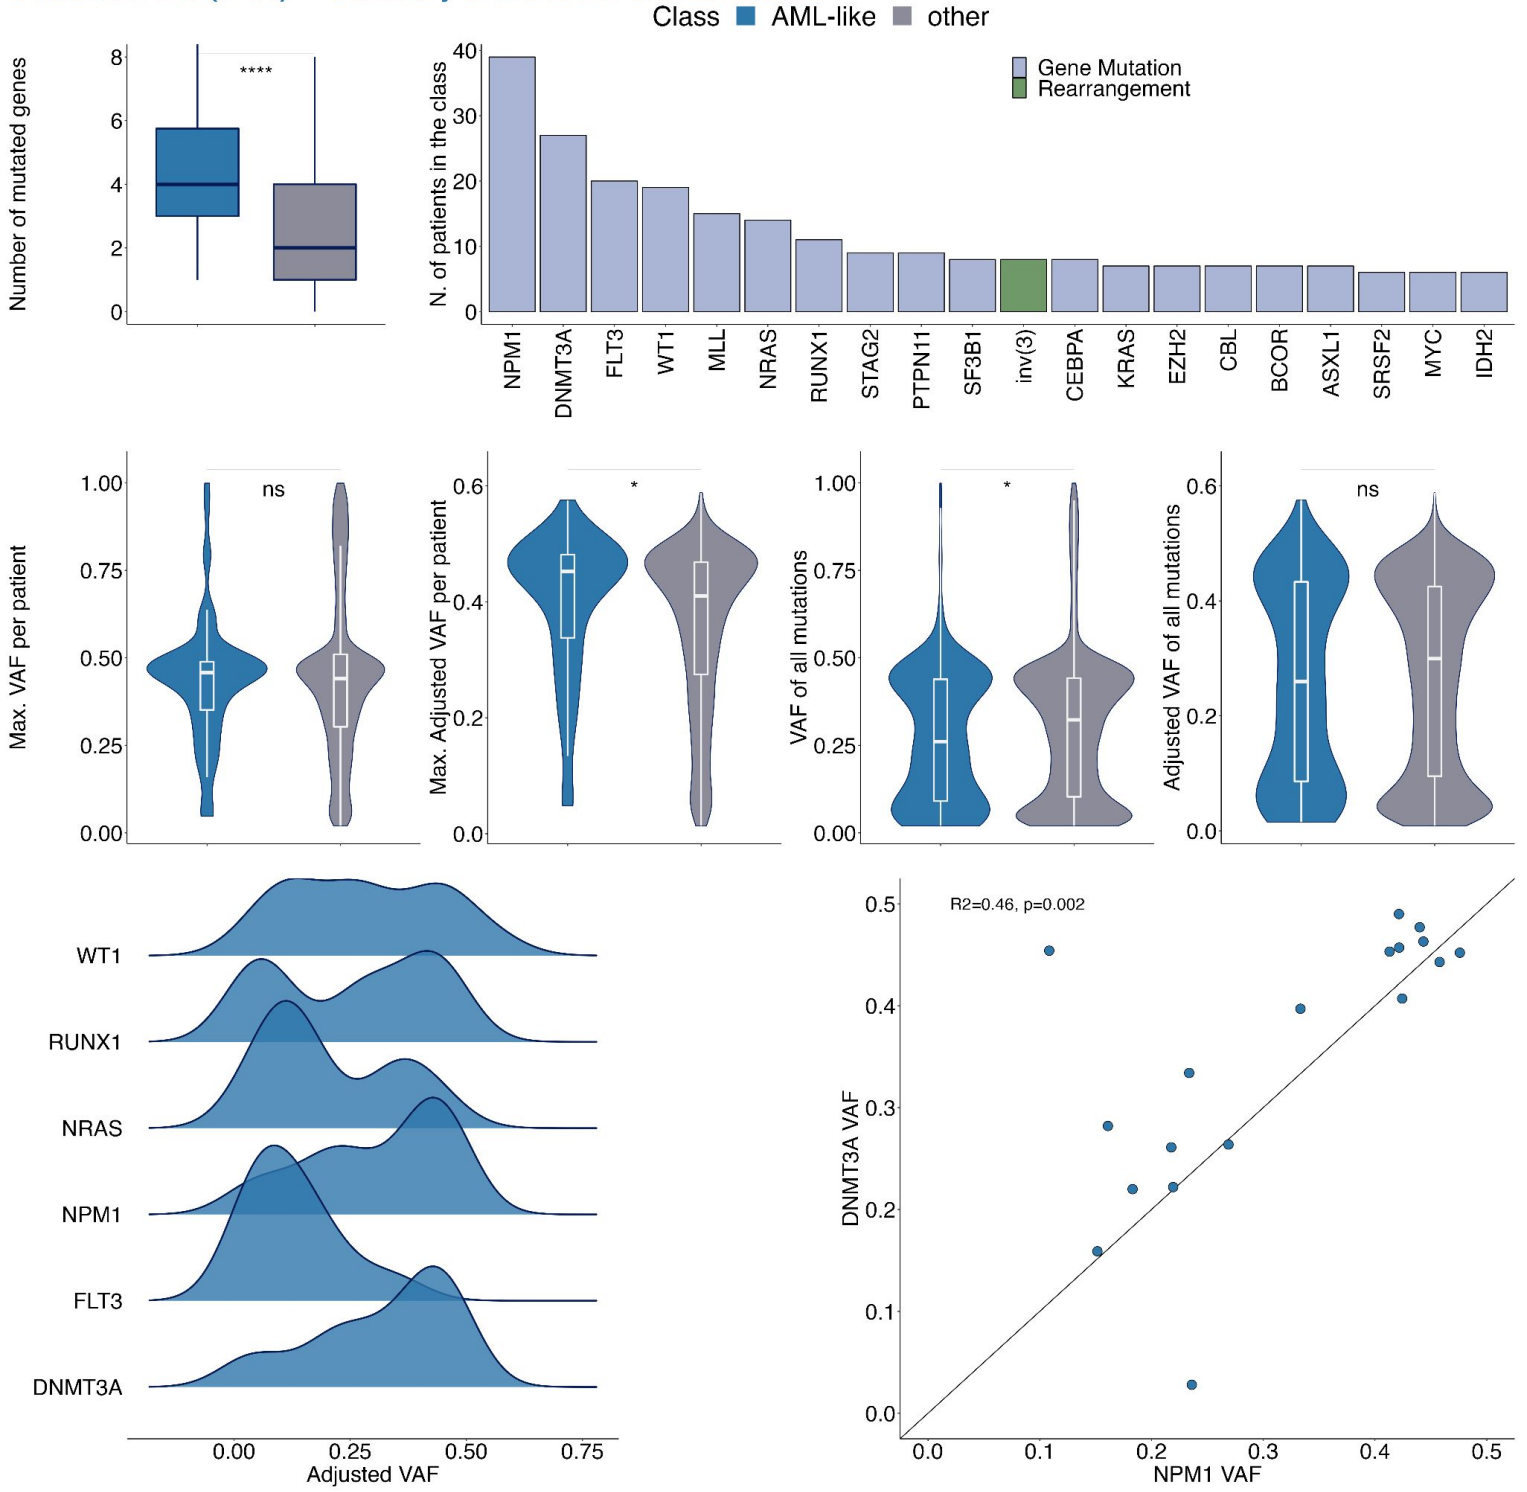 Class AML-like other
Number of mutated genes
8
6
4
2
0
****
N. of patients in the class
40
30
20
10
0
Gene Mutation
Rearrangement
NPM1
DNMT3A
FLT3
WT1
MLL
NRAS
RUNX1
STAG2
PTPN11
SF3B1
inv(3)
CEBPA
KRAS
EZH2
CBL
BCOR
ASXL1
SRSF2
MYC
IDH2
Max. VAF per patient
1.00
0.75
0.50
0.25
0.00
ns
Max. Adjusted VAF per patient
0.6
0.4
0.2
0.0
*
VAF of all mutations
1.00
0.75
0.50
0.25
0.00
*
Adjusted VAF of all mutations
0.6
0.4
0.2
0.0
ns
WT1
RUNX1
NRAS
NPM1
FLT3
DNMT3A
0.00 0.25 0.50 0.75
Adjusted VAF
R2=0.46, p=0.002
DNMT3A VAF
0.5
0.4
0.3
0.2
0.1
0.0
0.0 0.1 0.2 0.3 0.4 0.5
NPM1 VAF